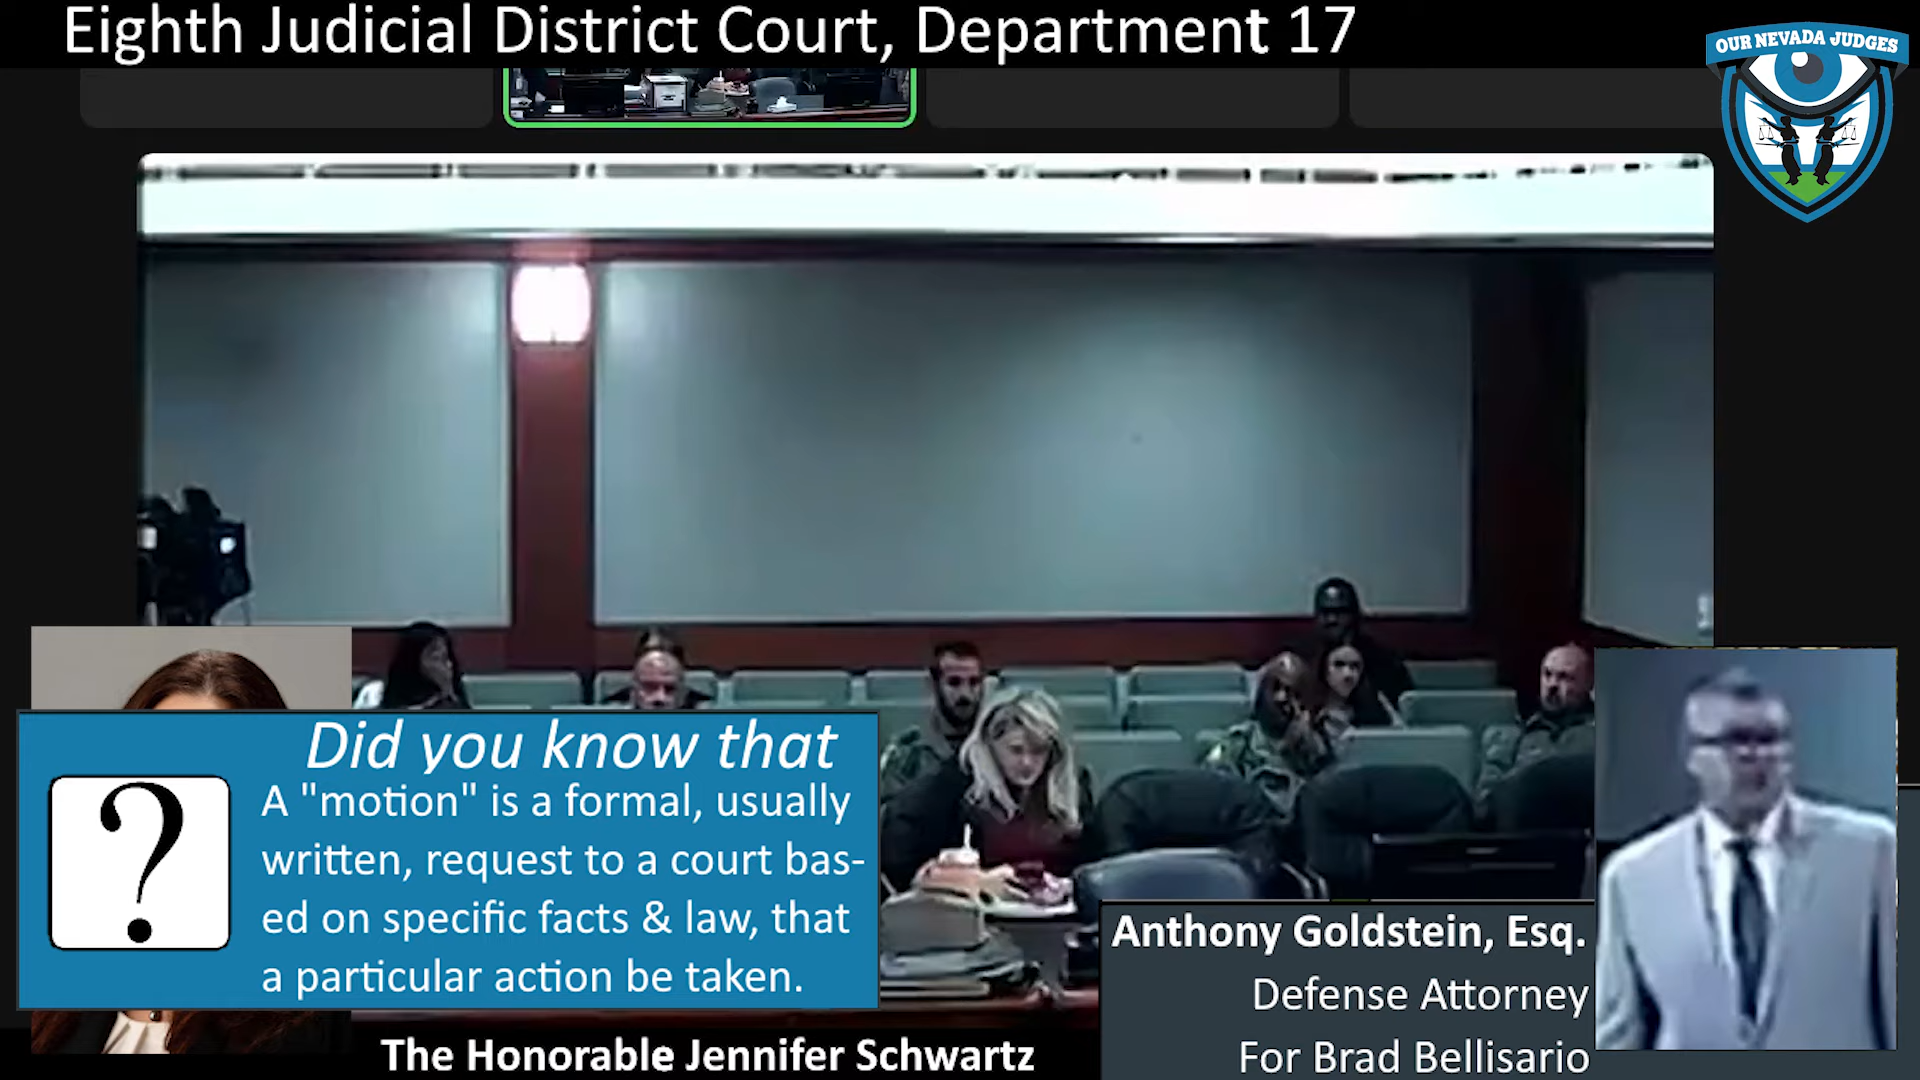 Eighth Judicial District Court, Department 17
OUR NEVADA JUDGES
Did you know that
?
A "motion" is a formal, usually
written, request to a court bas-
ed on specific facts & law, that
a particular action be taken.
The Honorable Jennifer Schwartz
Anthony Goldstein, Esq.
Defense Attorney
For Brad Bellisario